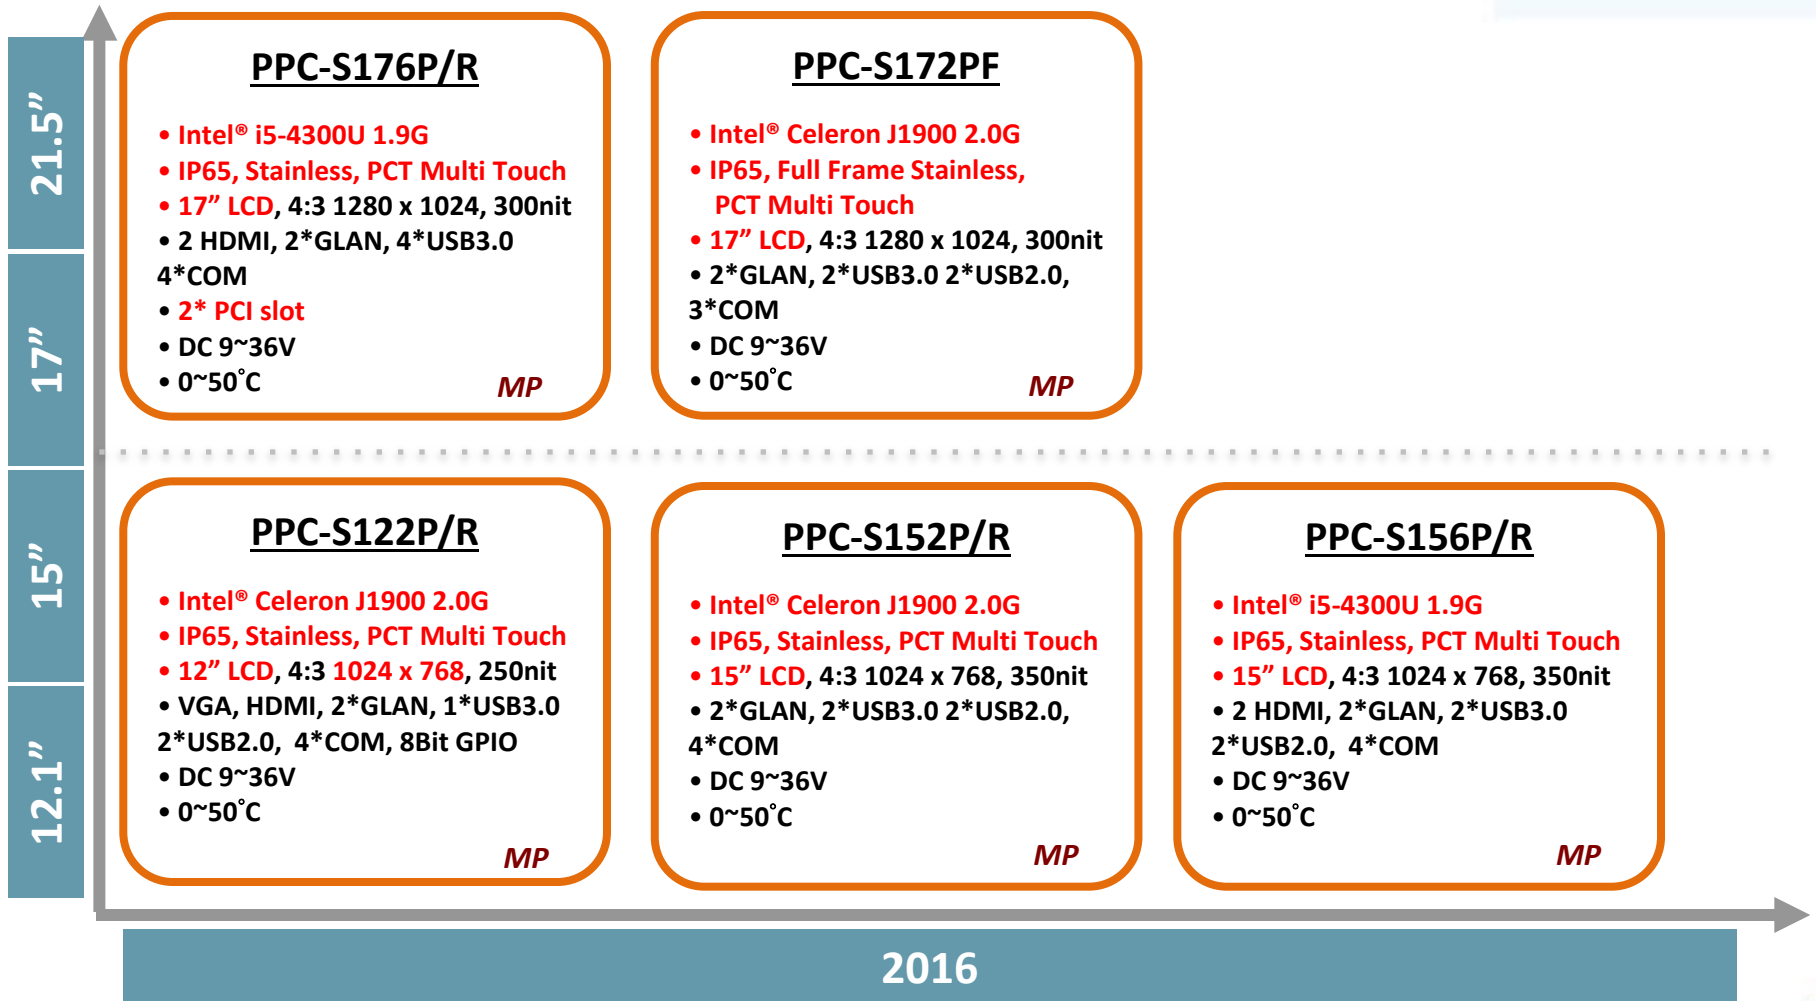 21.5”
17”
15”
12.1”
PPC-S176P/R
• Intel® i5-4300U 1.9G
• IP65, Stainless, PCT Multi Touch
• 17” LCD, 4:3 1280 x 1024, 300nit
• 2 HDMI, 2*GLAN, 4*USB3.0
4*COM
• 2* PCI slot
• DC 9~36V
• 0~50°C
MP
PPC-S172PF
• Intel® Celeron J1900 2.0G
• IP65, Full Frame Stainless,
PCT Multi Touch
• 17” LCD, 4:3 1280 x 1024, 300nit
• 2*GLAN, 2*USB3.0 2*USB2.0,
3*COM
• DC 9~36V
• 0~50°C
MP
PPC-S122P/R
• Intel® Celeron J1900 2.0G
• IP65, Stainless, PCT Multi Touch
• 12” LCD, 4:3 1024 x 768, 250nit
• VGA, HDMI, 2*GLAN, 1*USB3.0
2*USB2.0, 4*COM, 8Bit GPIO
• DC 9~36V
• 0~50°C
MP
PPC-S152P/R
• Intel® Celeron J1900 2.0G
• IP65, Stainless, PCT Multi Touch
• 15” LCD, 4:3 1024 x 768, 350nit
• 2*GLAN, 2*USB3.0 2*USB2.0,
4*COM
• DC 9~36V
• 0~50°C
MP
PPC-S156P/R
• Intel® i5-4300U 1.9G
• IP65, Stainless, PCT Multi Touch
• 15” LCD, 4:3 1024 x 768, 350nit
• 2 HDMI, 2*GLAN, 2*USB3.0
2*USB2.0, 4*COM
• DC 9~36V
• 0~50°C
MP
2016